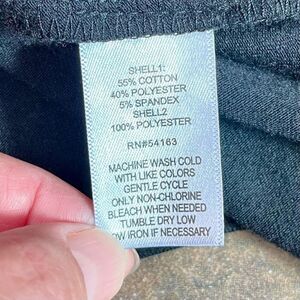 SHELL1:
55% COTTON
40% POLYESTER
5% SPANDEX
SHELL2
100% POLYESTER
RN#54163
MACHINE WASH COLD
WITH LIKE COLORS
GENTLE CYCLE
ONLY NON-CHLORINE
BLEACH WHEN NEEDED
TUMBLE DRY LOW
OW IRON IF NECESSARY